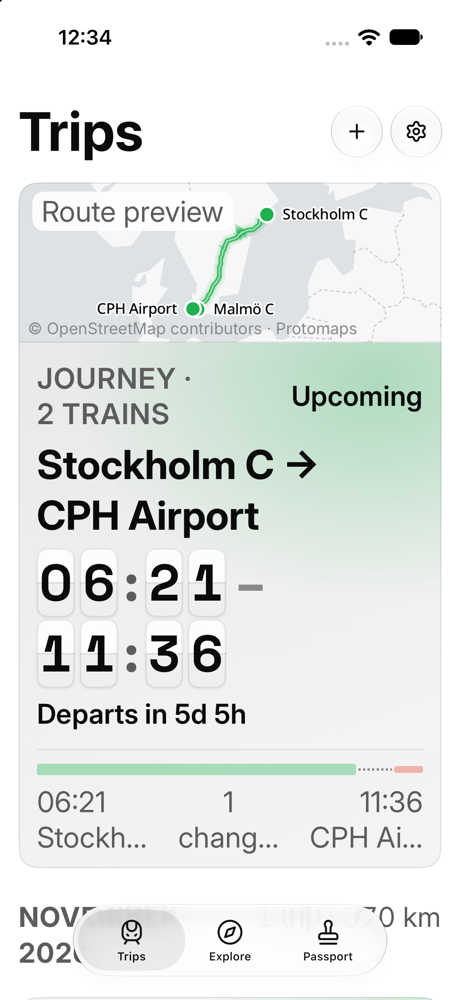 12:34
Trips
Route preview
Stockholm C
CPH Airport
Malmö C
© OpenStreetMap contributors · Protomaps
JOURNEY ·
2 TRAINS
Upcoming
Stockholm C →
CPH Airport
06:21 –
11:36
Departs in 5d 5h
06:21 1 11:36
Stockh... chang... CPH Ai...
0 km
Trips Explore Passport